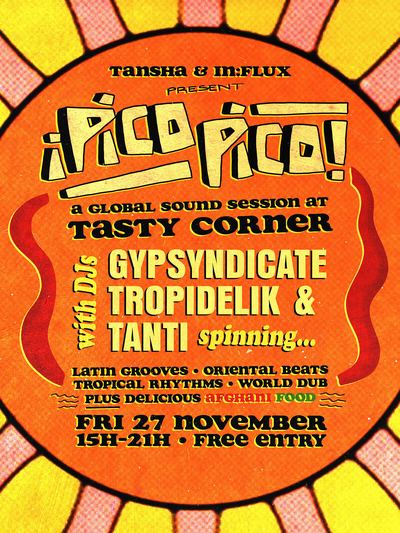 Tansha & IN:FLUX
PRESENT
¡PICO PICO!
a GLOBAL SOUND SESSION AT
TASTY CORNER
with DJs
GYPSYNDICATE
TROPIDELIK &
TANTI spinning...
LATIN GROOVES • ORIENTAL BEATS
TROPICAL RHYTHMS • WORLD DUB
PLUS DELICIOUS AFGHANI FOOD
FRI 27 NOVEMBER
15H-21H • FREE ENTRY